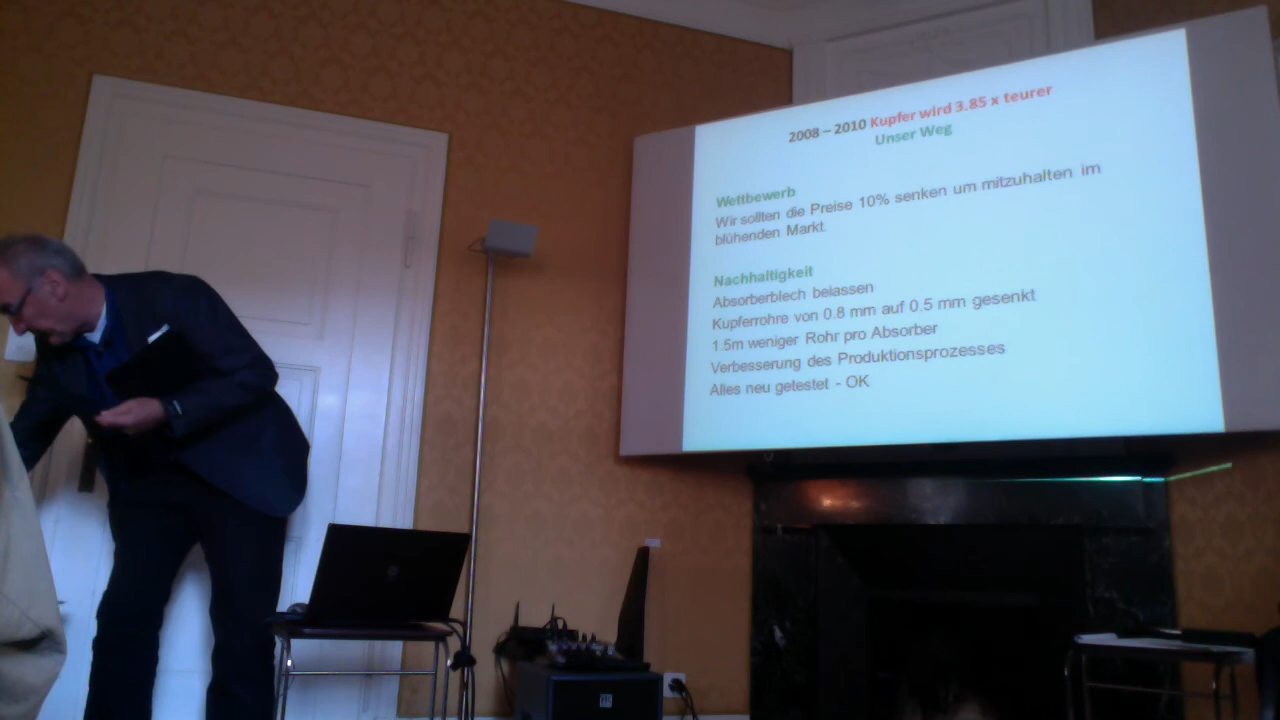 2008 – 2010 Kupfer wird 3.85 x teurer
Unser Weg
Wettbewerb
Wir sollten die Preise 10% senken um mitzuhalten im
blühenden Markt.
Nachhaltigkeit
Absorberblech belassen
Kupferrohre von 0.8 mm auf 0.5 mm gesenkt
1.5m weniger Rohr pro Absorber
Verbesserung des Produktionsprozesses
Alles neu getestet - OK